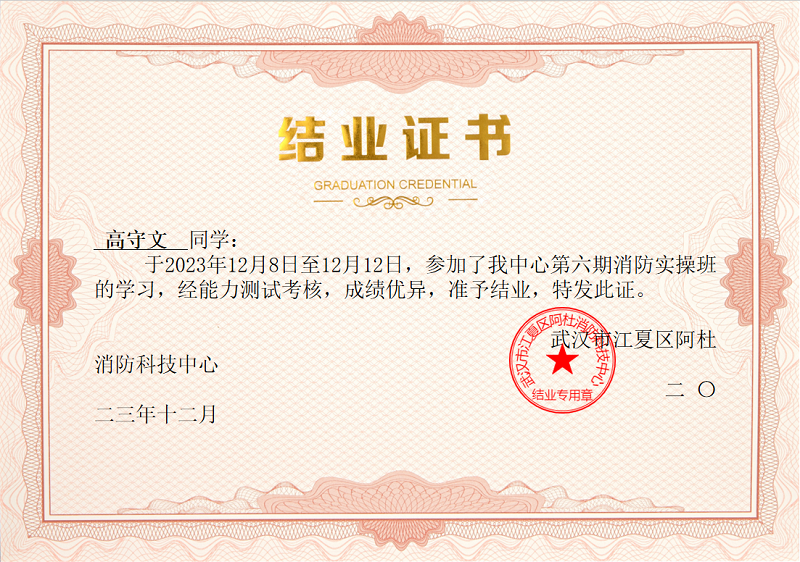 结业证书
GRADUATION CREDENTIAL
高守文 同学：
于2023年12月8日至12月12日，参加了我中心第六期消防实操班
的学习，经能力测试考核，成绩优异，准予结业，特发此证。
武汉市江夏区阿杜
消防科技中心
二 〇
二三年十二月
武汉市江夏区阿杜消防科技中心
结业专用章